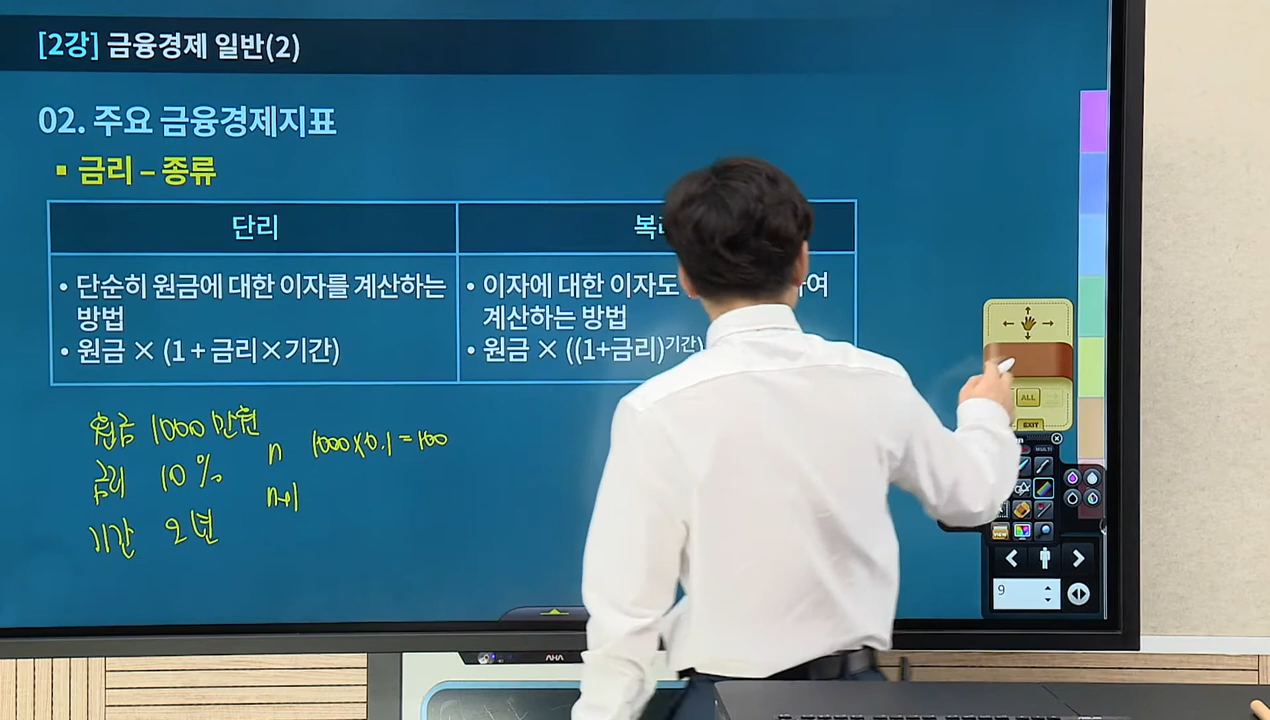 [2강] 금융경제 일반(2)
02. 주요 금융경제지표
▪ 금리 – 종류
단리
• 단순히 원금에 대한 이자를 계산하는
방법
• 원금 × (1 + 금리×기간)
복
• 이자에 대한 이자도
여
계산하는 방법
• 원금 × ((1+금리)기간)
원금 1000만원
금리 10%
기간 2년
n 1000×0.1=100
n+1
ALL
EXIT
MULTI
VIEW
9
AHA